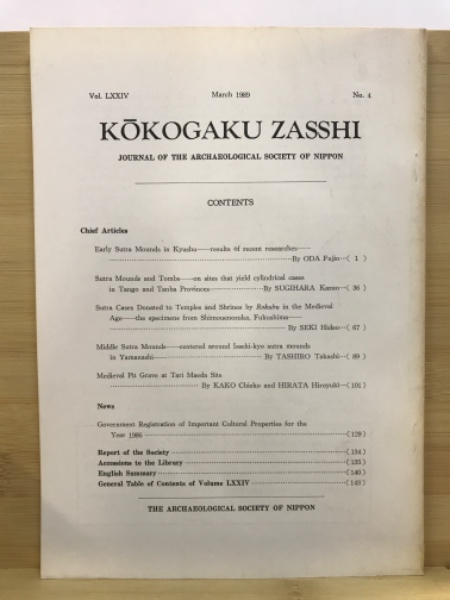 Vol. LXXIV March 1989 No. 4
KŌKOGAKU ZASSHI
JOURNAL OF THE ARCHAEOLOGICAL SOCIETY OF NIPPON
CONTENTS
Chief Articles
Early Sutra Mounds in Kyushu——results of recent researches——
By ODA Fujio··( 1 )
Sutra Mounds and Tombs——on sites that yield cylindrical cases
in Tango and Tanba Provinces By SUGIHARA Kazuo··( 36 )
Sutra Cases Donated to Temples and Shrines by Rokubu in the Medieval
Age——the specimens from Shimousenomka, Fukushima——
By SEKI Hideo··( 67 )
Middle Sutra Mounds——centered around Issaikyo sutra mounds
in Yamanashi By TASHIRO Takashi··( 89 )
Medieval Pit Grave at Tari Maeda Site
By KAKO Chieko and HIRATA Hiroyuki··(101)
News
Government Registration of Important Cultural Properties for the
Year 1986 (129)
Report of the Society (134)
Accessions to the Library (135)
English Summary (140)
General Table of Contents of Volume LXXIV (143)
THE ARCHAEOLOGICAL SOCIETY OF NIPPON